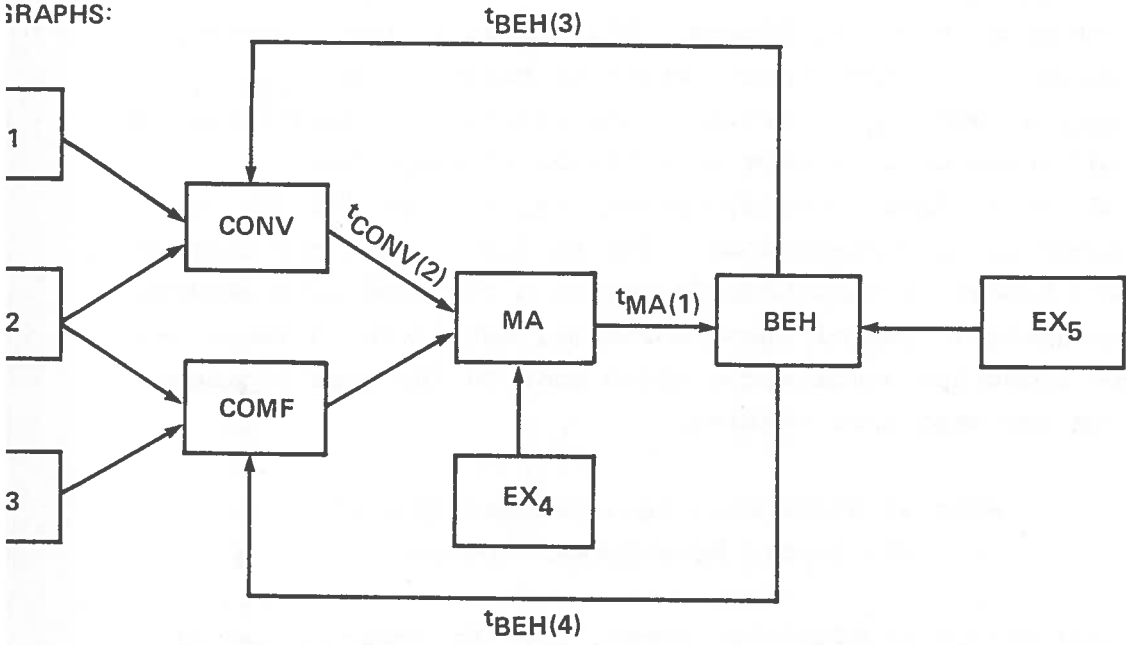 GRAPHS:
tBEH(3)
1
CONV
tCONV(2)
2
MA
tMA(1)
BEH
EX5
COMF
3
EX4
tBEH(4)